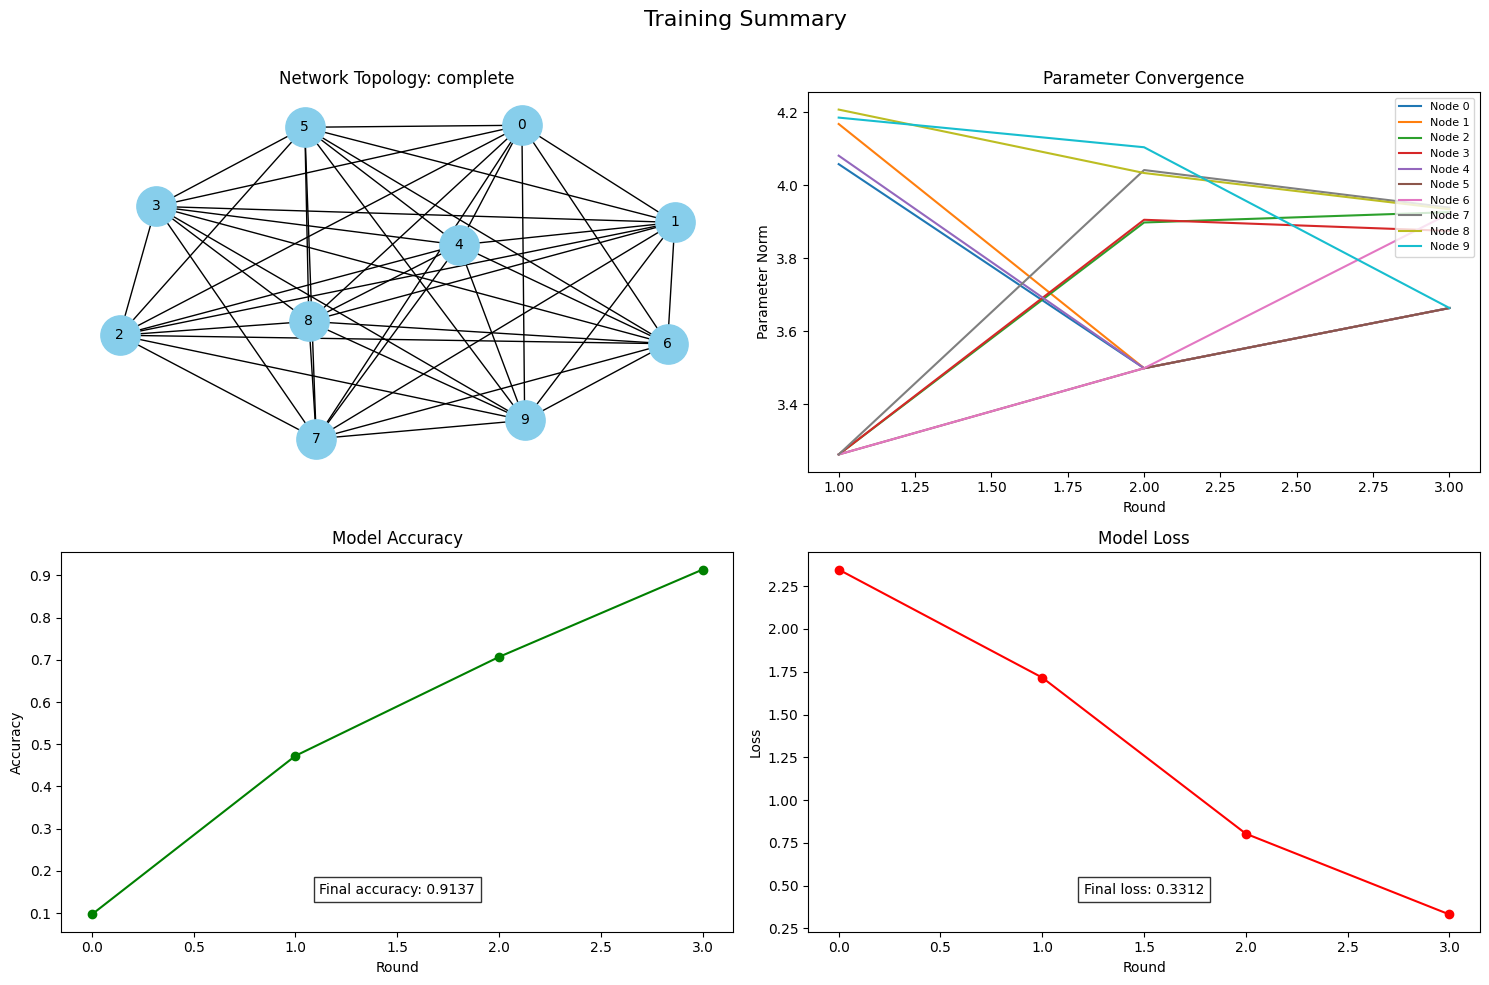 Training Summary
Network Topology: complete
5
0
3
1
4
8
2
6
9
7
Parameter Convergence
4.2
4.0
3.8
3.6
3.4
Parameter Norm
Node 0
Node 1
Node 2
Node 3
Node 4
Node 5
Node 6
Node 7
Node 8
Node 9
1.00 1.25 1.50 1.75 2.00 2.25 2.50 2.75 3.00
Round
Model Accuracy
0.9
0.8
0.7
0.6
0.5
0.4
0.3
0.2
0.1
Accuracy
Final accuracy: 0.9137
0.0 0.5 1.0 1.5 2.0 2.5 3.0
Round
Model Loss
2.25
2.00
1.75
1.50
1.25
1.00
0.75
0.50
0.25
Loss
Final loss: 0.3312
0.0 0.5 1.0 1.5 2.0 2.5 3.0
Round